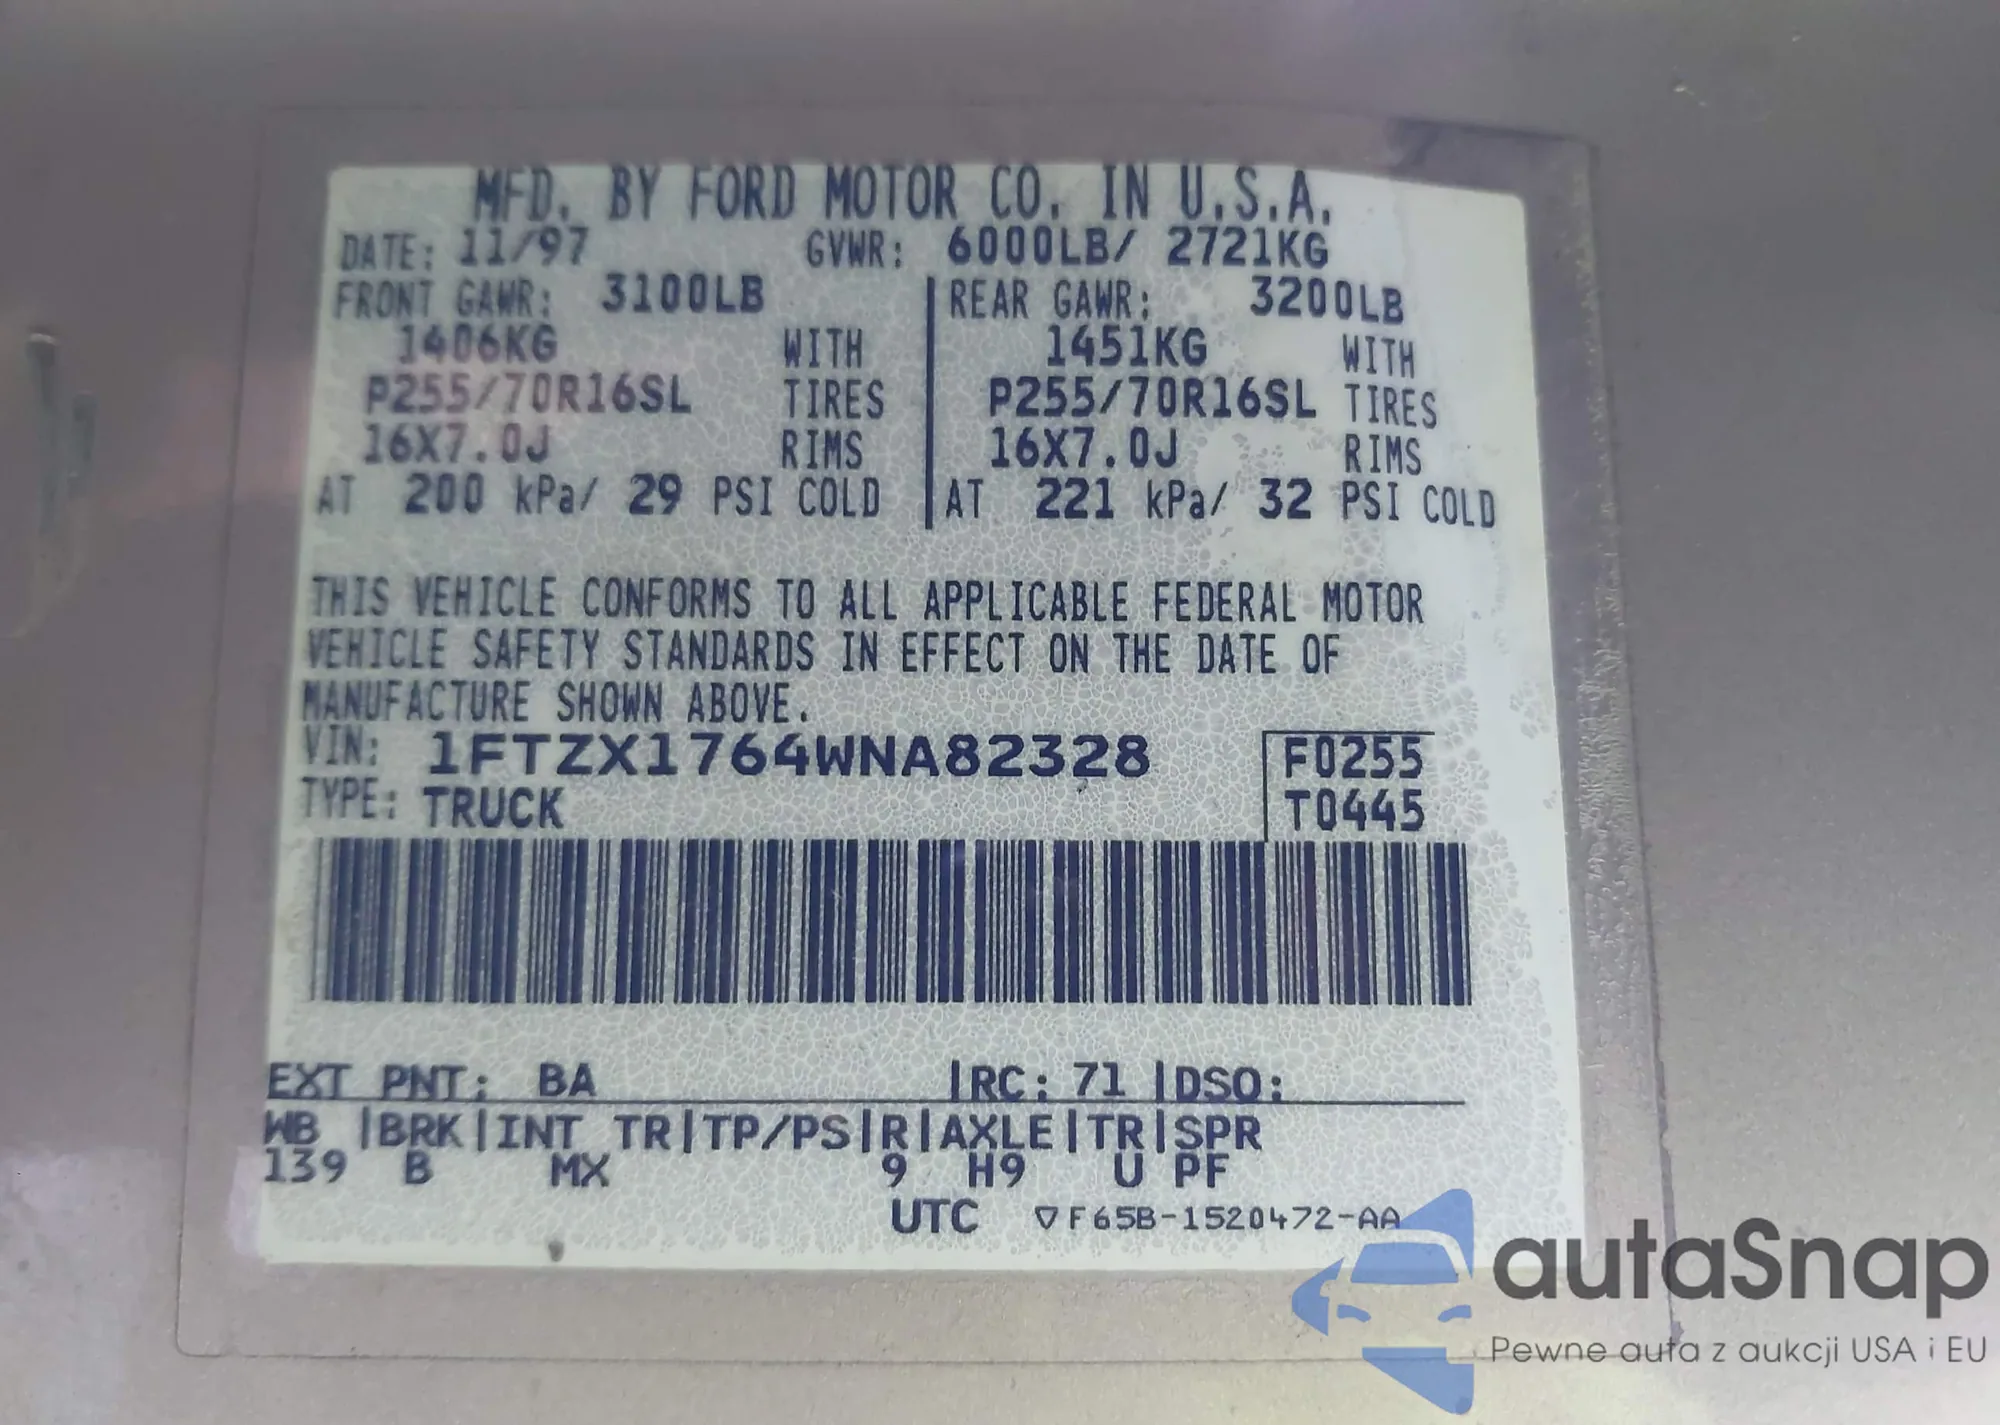 MFD. BY FORD MOTOR CO. IN U.S.A.
DATE: 11/97 GVWR: 6000LB/ 2721KG
FRONT GAWR: 3100LB REAR GAWR: 3200LB
1406KG WITH 1451KG WITH
P255/70R16SL TIRES P255/70R16SL TIRES
16X7.0J RIMS 16X7.0J RIMS
AT 200 kPa/ 29 PSI COLD AT 221 kPa/ 32 PSI COLD
THIS VEHICLE CONFORMS TO ALL APPLICABLE FEDERAL MOTOR
VEHICLE SAFETY STANDARDS IN EFFECT ON THE DATE OF
MANUFACTURE SHOWN ABOVE.
VIN: 1FTZX1764WNA82328 F0255
TYPE: TRUCK T0445
EXT PNT: BA |RC: 71 |DSO:
WB |BRK|INT TR|TP/PS|R|AXLE|TR|SPR
139 B MX 9 H9 U PF
UTC ▽F65B-1520472-AA
autaSnap
Pewne auta z aukcji USA i EU